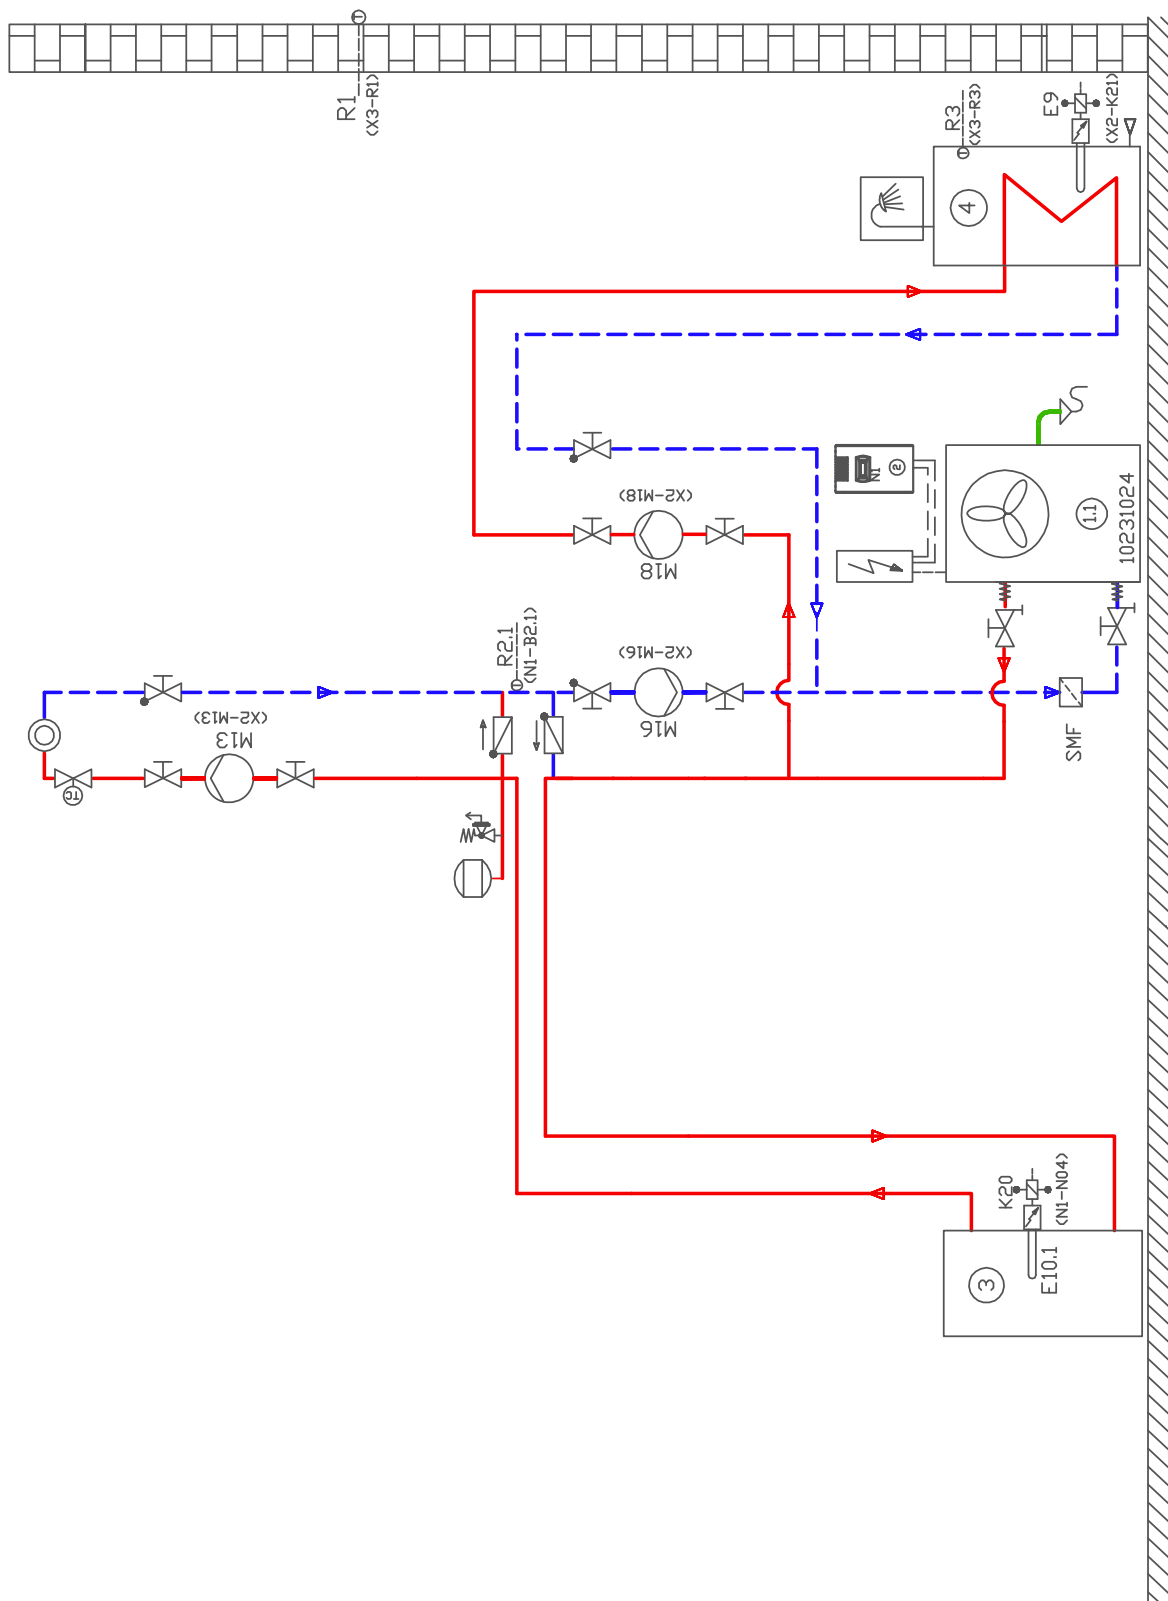 R1
(X3-R1)
R3
(X3-R3)
E9
(X2-K21)
4
N1
2
1.1
10231024
(X2-M18)
M18
R2.1
(N1-B2.1)
(X2-M16)
M16
(X2-M13)
M13
TC
SMF
K20
(N1-N04)
3
E10.1